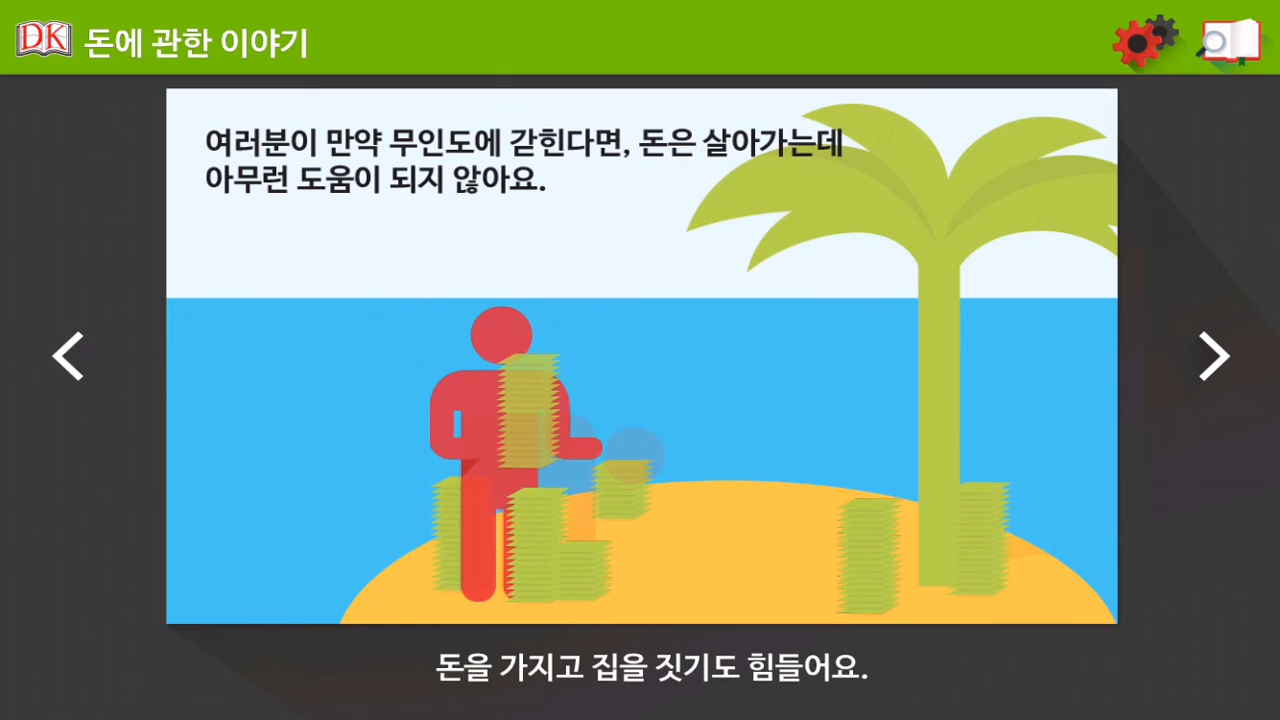 DK 돈에 관한 이야기
여러분이 만약 무인도에 갇힌다면, 돈은 살아가는데
아무런 도움이 되지 않아요.
돈을 가지고 집을 짓기도 힘들어요.